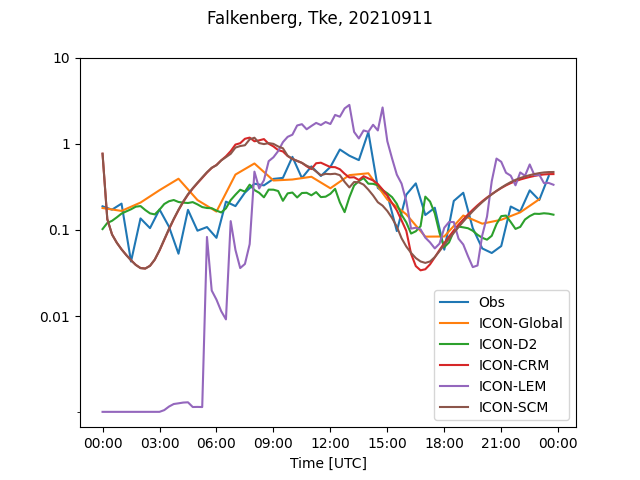 Falkenberg, Tke, 20210911
10
1
0.1
0.01
Obs
ICON-Global
ICON-D2
ICON-CRM
ICON-LEM
ICON-SCM
00:00 03:00 06:00 09:00 12:00 15:00 18:00 21:00 00:00
Time [UTC]